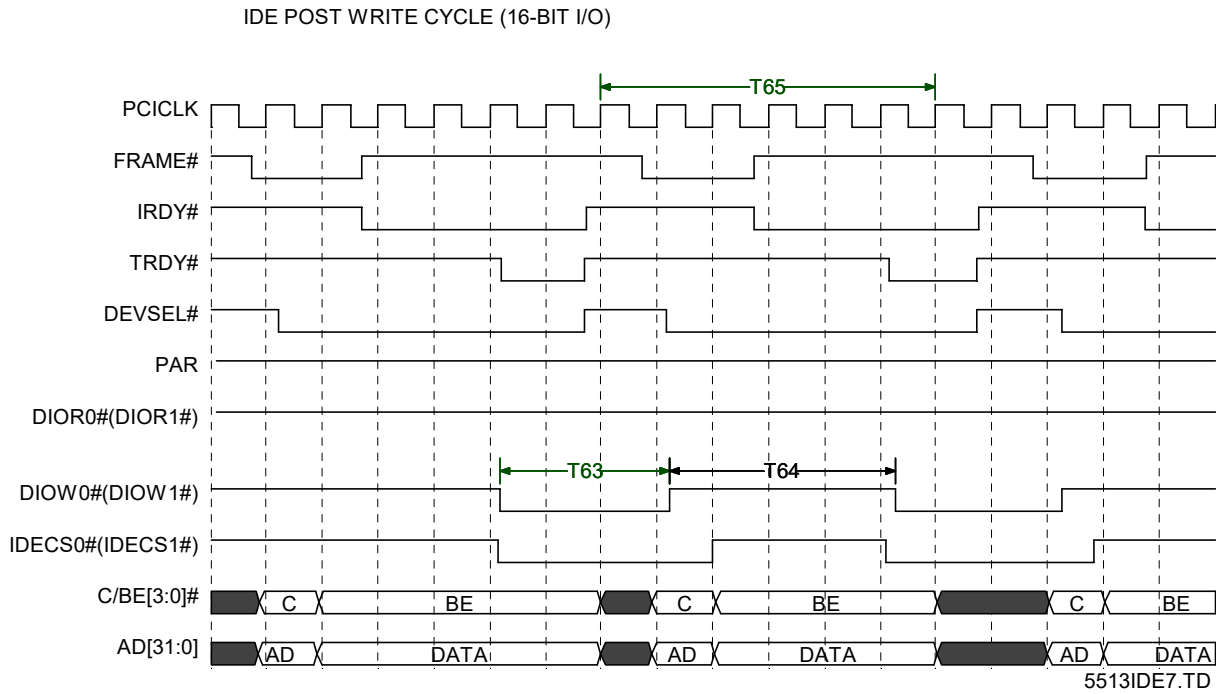 IDE POST WRITE CYCLE (16-BIT I/O)
T65
PCICLK
FRAME#
IRDY#
TRDY#
DEVSEL#
PAR
DIOR0#(DIOR1#)
T63 T64
DIOW0#(DIOW1#)
IDECS0#(IDECS1#)
C/BE[3:0]# C BE C BE C BE
AD[31:0] AD DATA AD DATA AD DATA
5513IDE7.TD